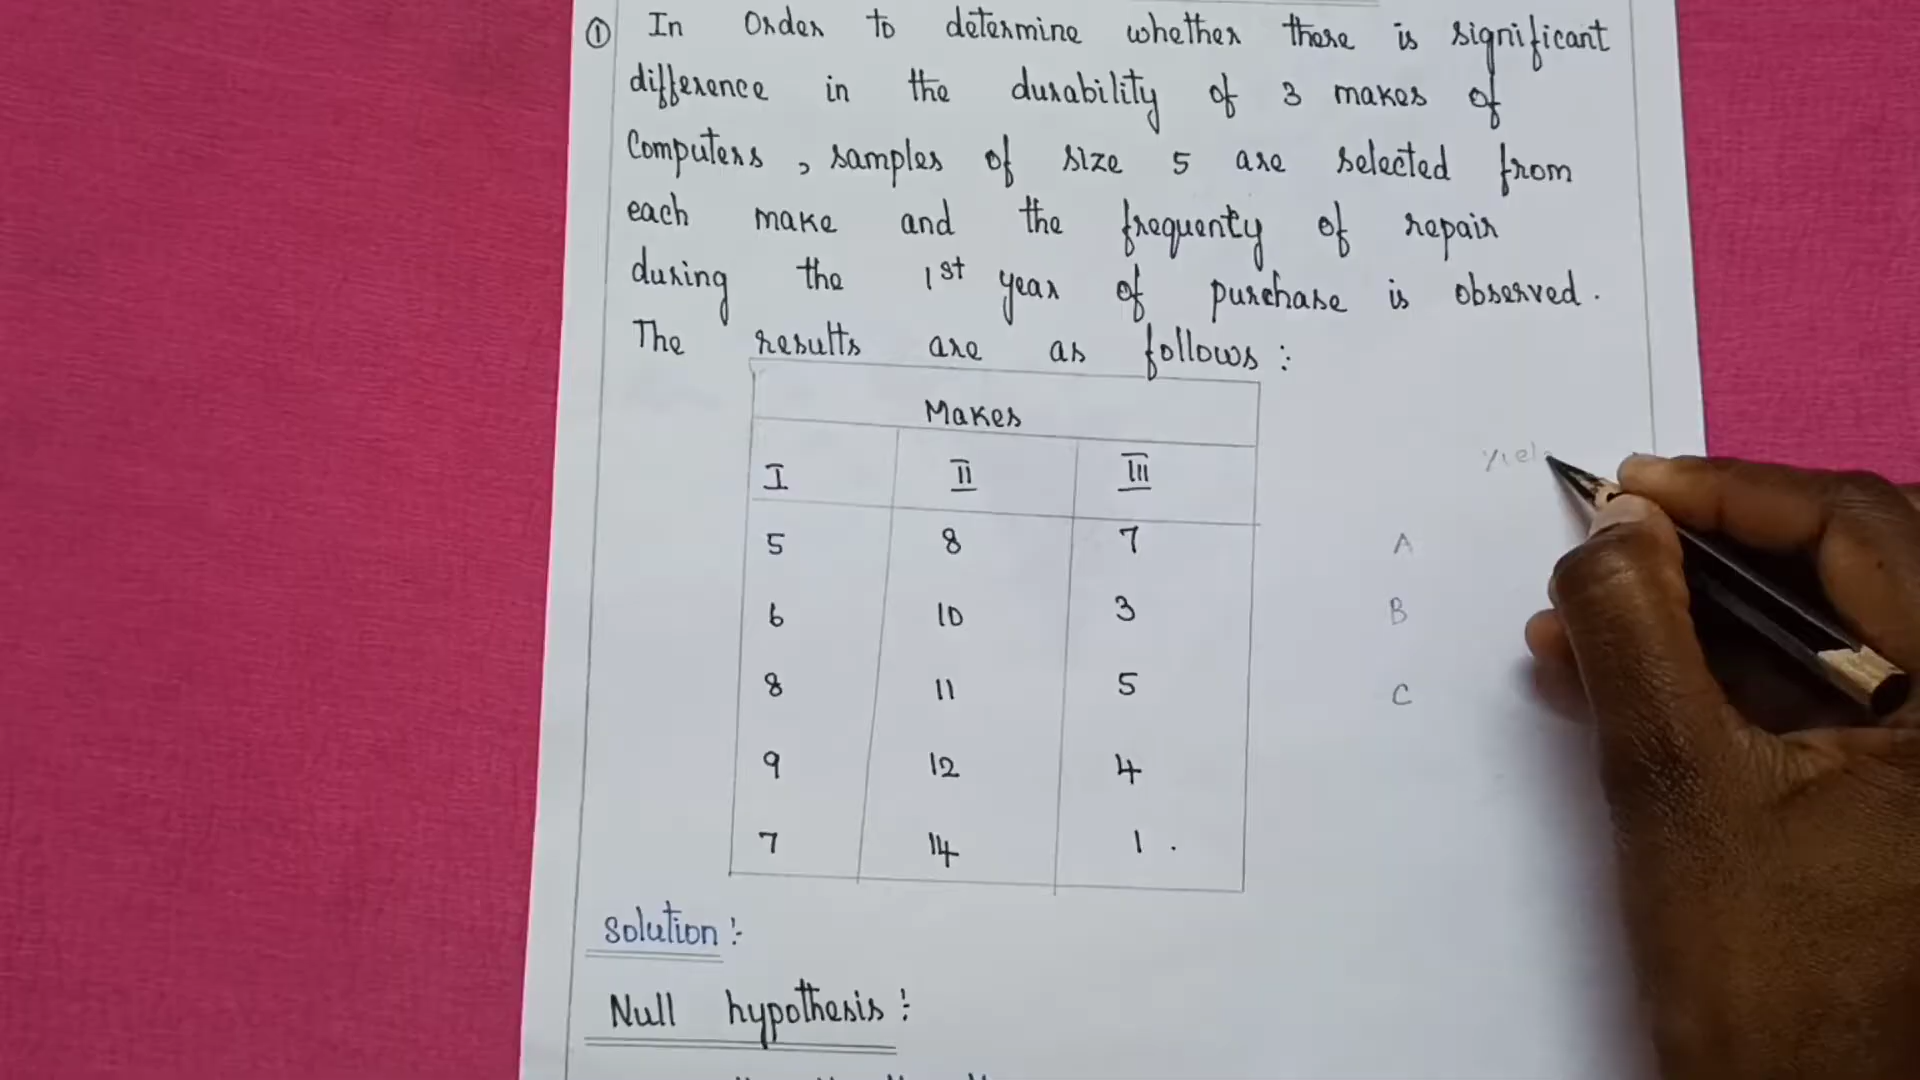 ① In Order to determine whether there is significant
difference in the durability of 3 makes of
Computers, samples of size 5 are selected from
each make and the frequenty of repair
during the 1st year of purchase is observed.
The results are as follows:
Makes
I II III
5 8 7 A
6 10 3 B
8 11 5 C
9 12 4
7 14 1 .
Solution :-
Null hypothesis :-